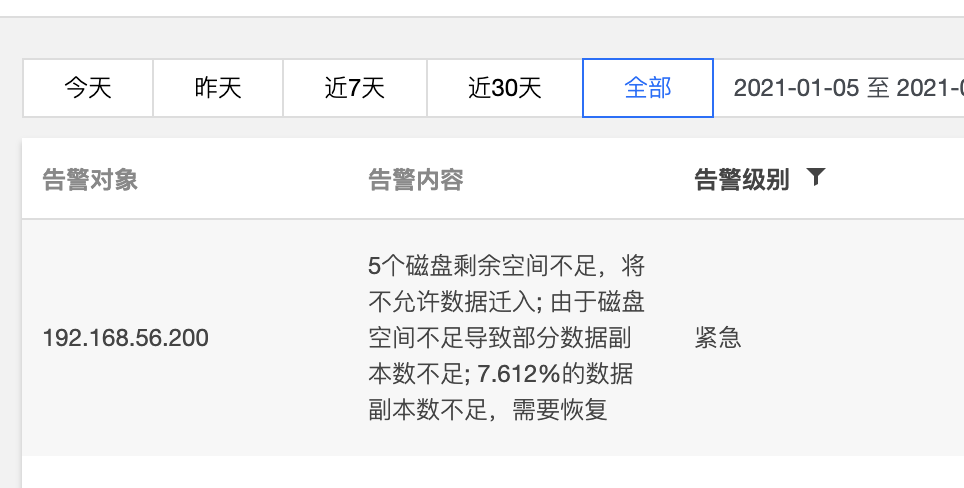 今天 昨天 近7天 近30天 全部 2021-01-05 至 2021-
告警对象 告警内容 告警级别
5个磁盘剩余空间不足，将
不允许数据迁入; 由于磁盘
192.168.56.200 空间不足导致部分数据副 紧急
本数不足; 7.612%的数据
副本数不足，需要恢复